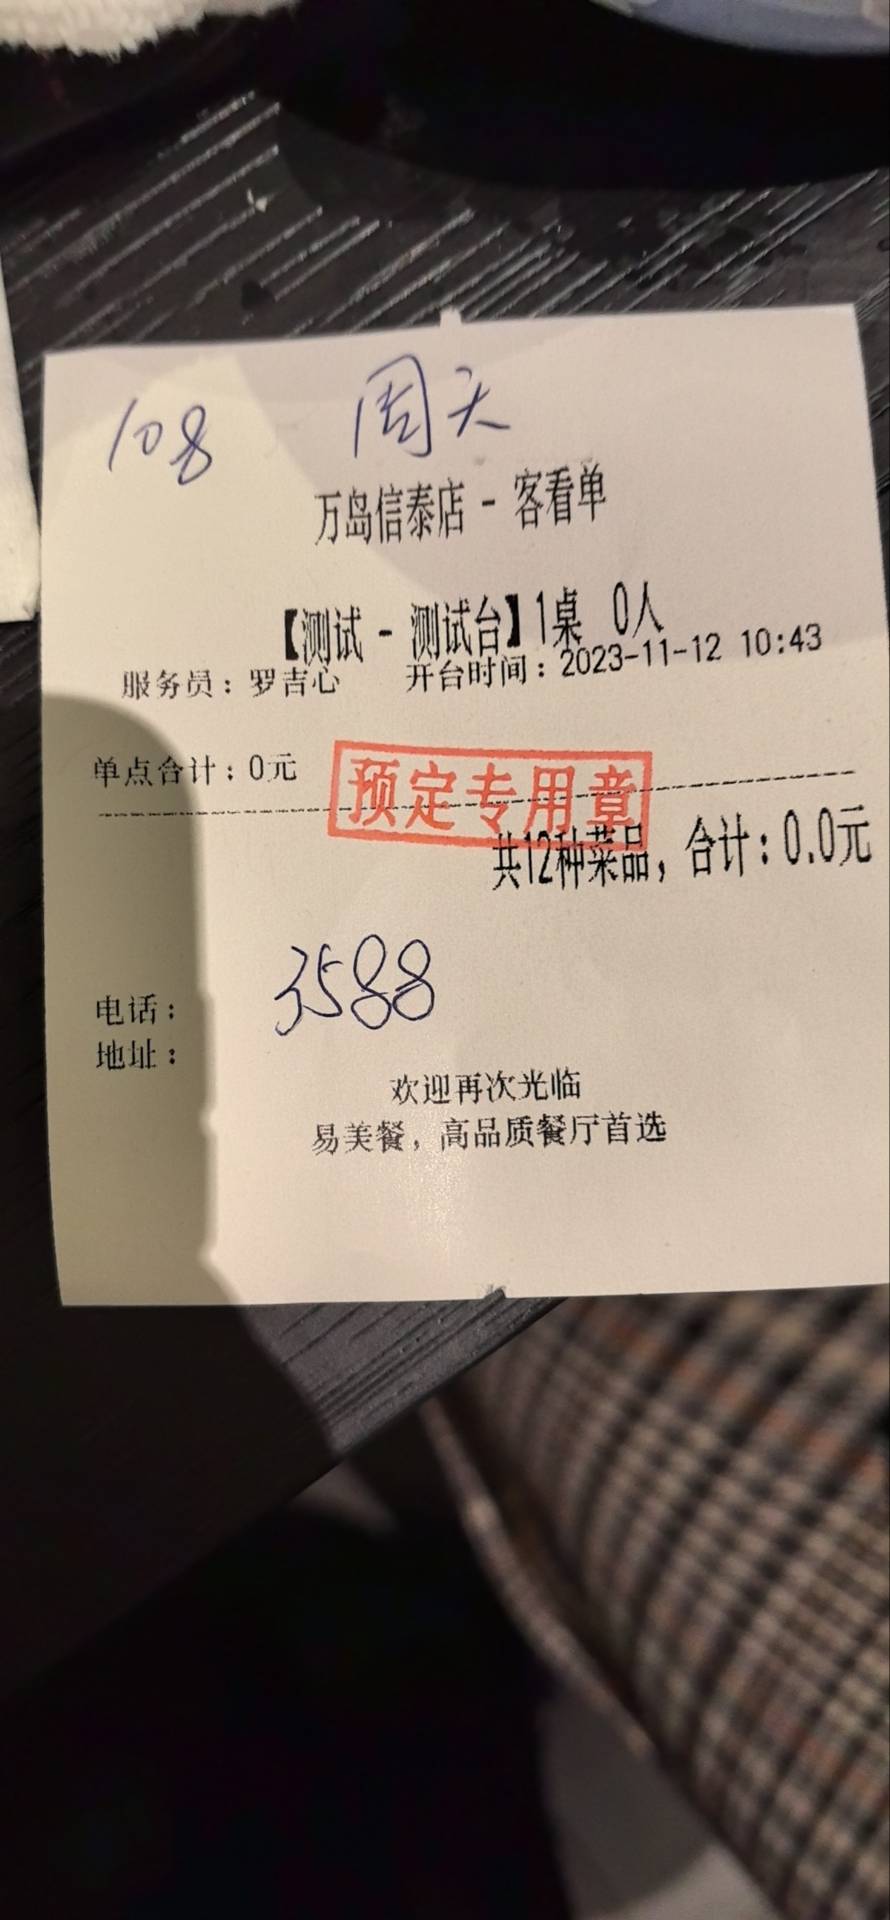 108 周天
万岛信泰店 - 客看单
【测试 - 测试台】1桌 0人
服务员：罗吉心 开台时间：2023-11-12 10:43
单点合计：0元
预定专用章
共12种菜品，合计：0.0元
3588
电话：
地址：
欢迎再次光临
易美餐，高品质餐厅首选